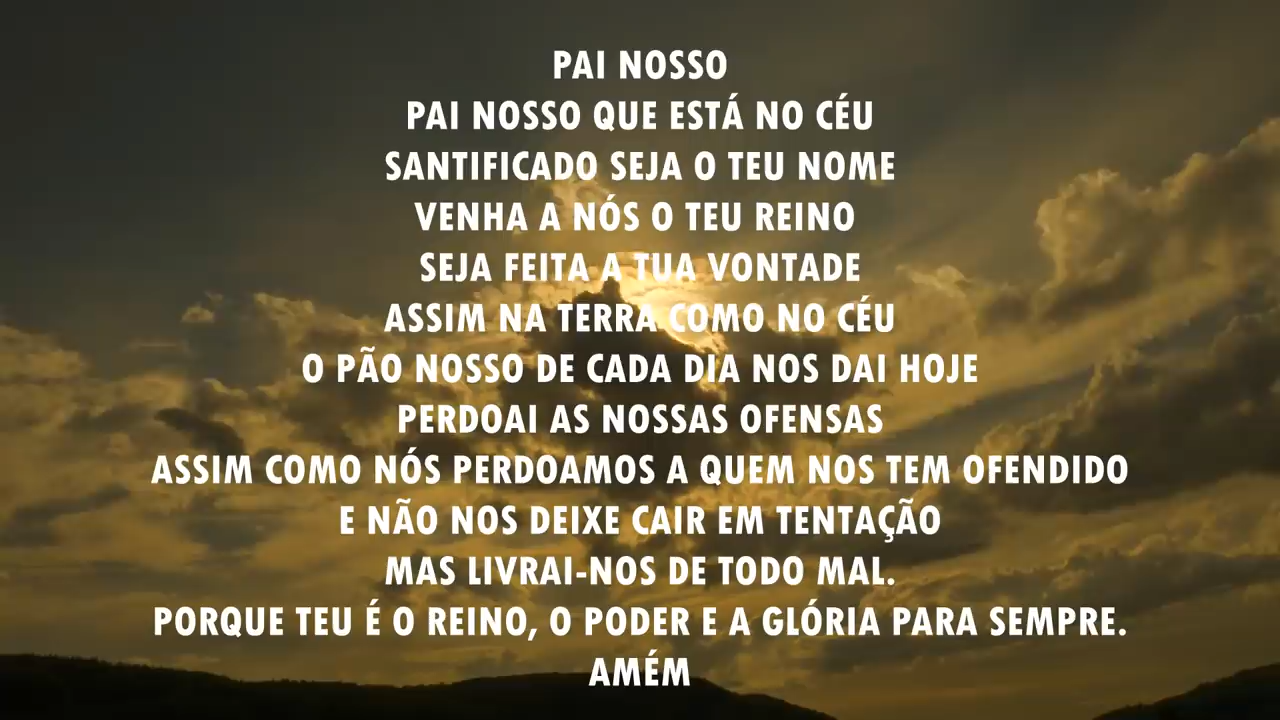 PAI NOSSO
PAI NOSSO QUE ESTÁ NO CÉU
SANTIFICADO SEJA O TEU NOME
VENHA A NÓS O TEU REINO
SEJA FEITA A TUA VONTADE
ASSIM NA TERRA COMO NO CÉU
O PÃO NOSSO DE CADA DIA NOS DAI HOJE
PERDOAI AS NOSSAS OFENSAS
ASSIM COMO NÓS PERDOAMOS A QUEM NOS TEM OFENDIDO
E NÃO NOS DEIXE CAIR EM TENTAÇÃO
MAS LIVRAI-NOS DE TODO MAL.
PORQUE TEU É O REINO, O PODER E A GLÓRIA PARA SEMPRE.
AMÉM